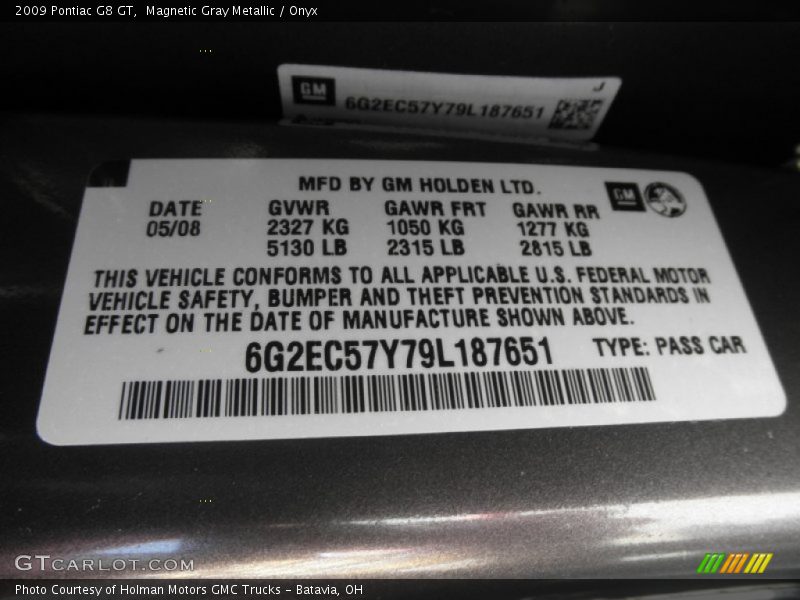 2009 Pontiac G8 GT, Magnetic Gray Metallic / Onyx
GM
J
6G2EC57Y79L187651
MFD BY GM HOLDEN LTD.
GM
DATE GVWR GAWR FRT GAWR RR
05/08 2327 KG 1050 KG 1277 KG
5130 LB 2315 LB 2815 LB
THIS VEHICLE CONFORMS TO ALL APPLICABLE U.S. FEDERAL MOTOR
VEHICLE SAFETY, BUMPER AND THEFT PREVENTION STANDARDS IN
EFFECT ON THE DATE OF MANUFACTURE SHOWN ABOVE.
6G2EC57Y79L187651 TYPE: PASS CAR
GTCARLOT.COM
Photo Courtesy of Holman Motors GMC Trucks - Batavia, OH